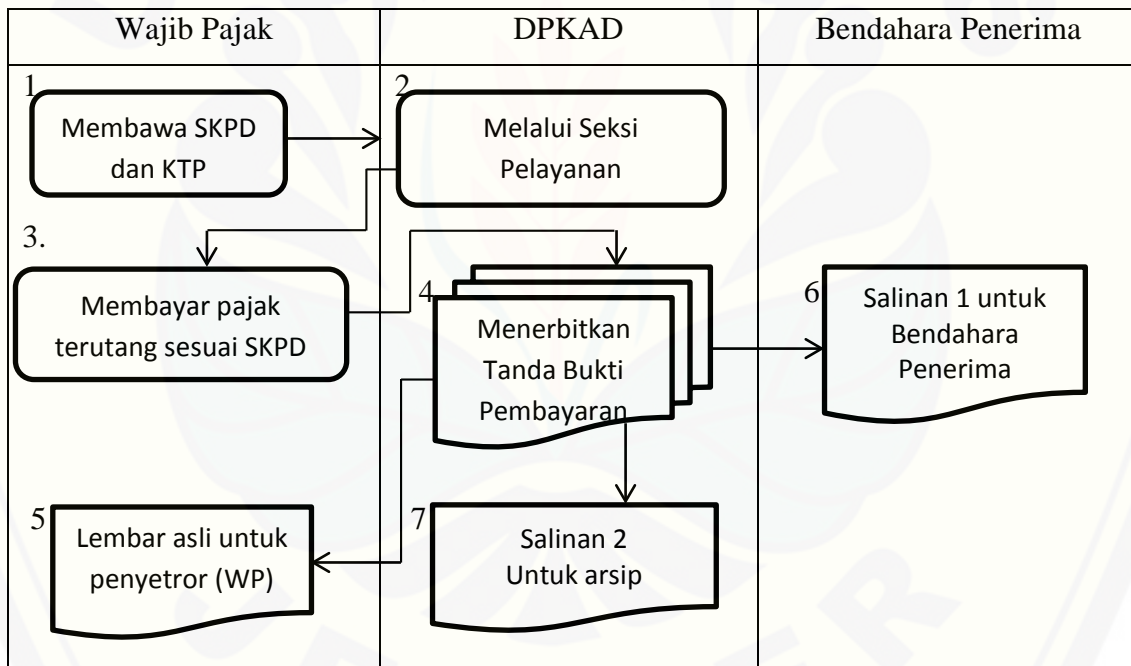 Wajib Pajak
DPKAD
Bendahara Penerima
1
Membawa SKPD
dan KTP
2
Melalui Seksi
Pelayanan
3.
Membayar pajak
terutang sesuai SKPD
4
Menerbitkan
Tanda Bukti
Pembayaran
6
Salinan 1 untuk
Bendahara
Penerima
5
Lembar asli untuk
penyetror (WP)
7
Salinan 2
Untuk arsip